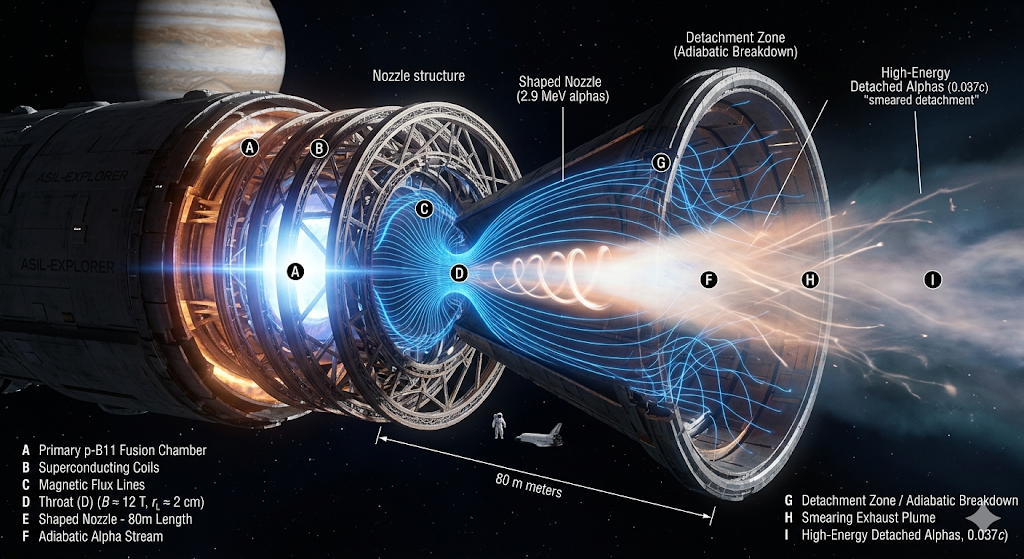 Detachment Zone
(Adiabatic Breakdown)
Nozzle structure
Shaped Nozzle
(2.9 MeV alphas)
High-Energy
Detached Alphas (0.037c)
"smeared detachment"
A
B
C
G
A
D
F
H
I
ASIL-EXPLORER
ASIL-EXPLORER
80 m meters
A Primary p-B11 Fusion Chamber
B Superconducting Coils
C Magnetic Flux Lines
D Throat (D) (B ≈ 12 T, rL ≈ 2 cm)
E Shaped Nozzle - 80m Length
F Adiabatic Alpha Stream
G Detachment Zone / Adiabatic Breakdown
H Smearing Exhaust Plume
I High-Energy Detached Alphas, 0.037c)